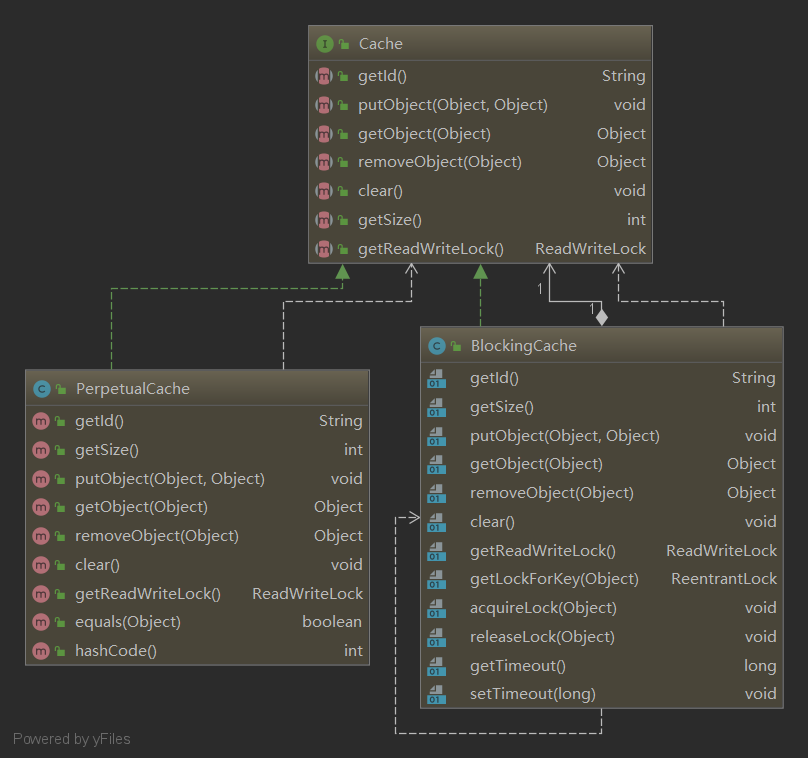 Cache
getId() String
putObject(Object, Object) void
getObject(Object) Object
removeObject(Object) Object
clear() void
getSize() int
getReadWriteLock() ReadWriteLock
1
1
PerpetualCache
getId() String
getSize() int
putObject(Object, Object) void
getObject(Object) Object
removeObject(Object) Object
clear() void
getReadWriteLock() ReadWriteLock
equals(Object) boolean
hashCode() int
BlockingCache
getId() String
getSize() int
putObject(Object, Object) void
getObject(Object) Object
removeObject(Object) Object
clear() void
getReadWriteLock() ReadWriteLock
getLockForKey(Object) ReentrantLock
acquireLock(Object) void
releaseLock(Object) void
getTimeout() long
setTimeout(long) void
Powered by yFiles